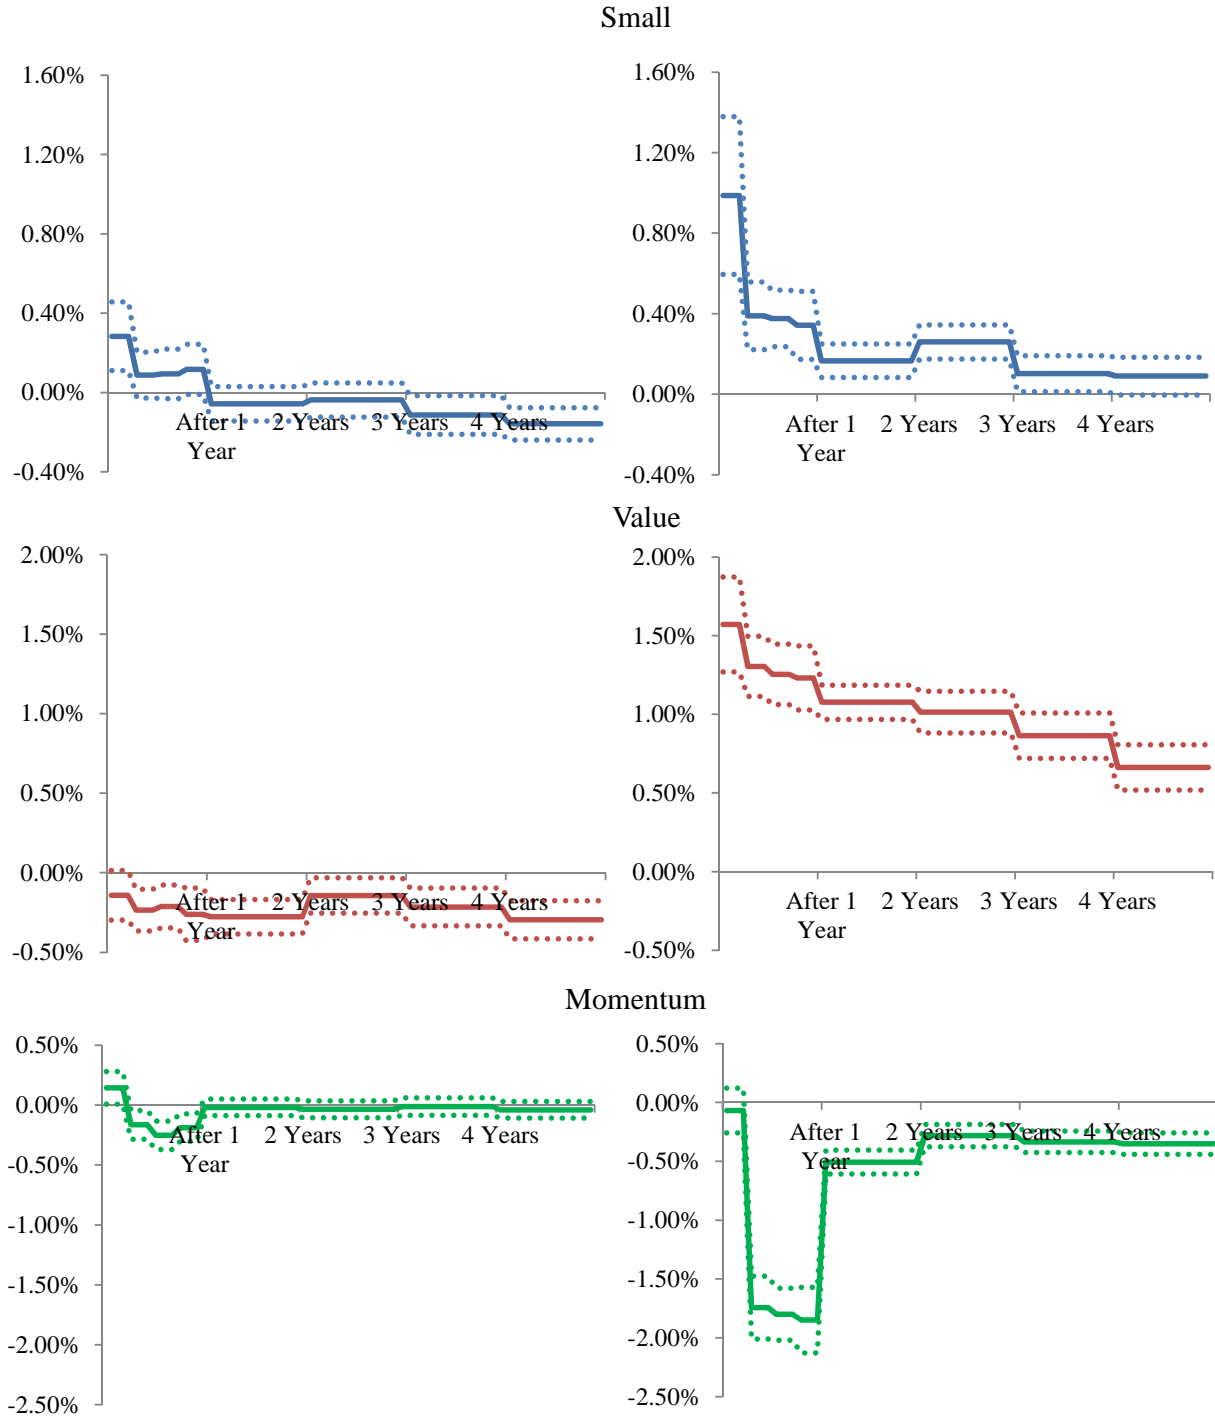 Small
1.60%
1.20%
0.80%
0.40%
0.00%
-0.40%
After 1
Year
2 Years
3 Years
4 Years
1.60%
1.20%
0.80%
0.40%
0.00%
-0.40%
After 1
Year
2 Years
3 Years
4 Years
Value
2.00%
1.50%
1.00%
0.50%
0.00%
-0.50%
After 1
Year
2 Years
3 Years
4 Years
2.00%
1.50%
1.00%
0.50%
0.00%
-0.50%
After 1
Year
2 Years
3 Years
4 Years
Momentum
0.50%
0.00%
-0.50%
-1.00%
-1.50%
-2.00%
-2.50%
After 1
Year
2 Years
3 Years
4 Years
0.50%
0.00%
-0.50%
-1.00%
-1.50%
-2.00%
-2.50%
After 1
Year
2 Years
3 Years
4 Years